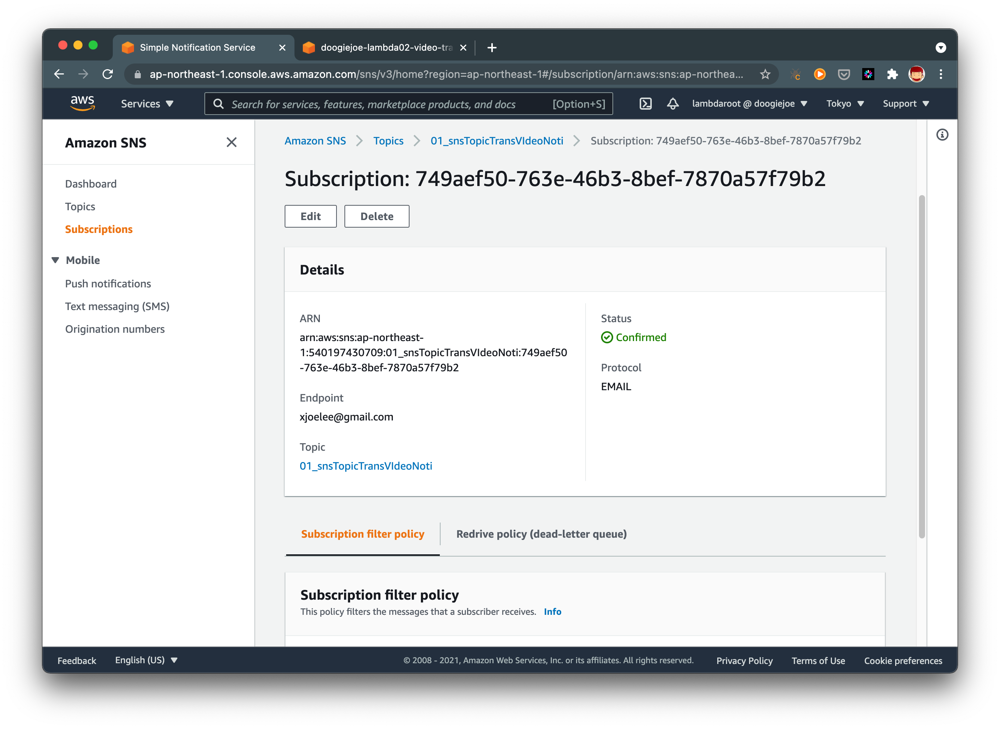 Simple Notification Service
doogiejoe-lambda02-video-tra
ap-northeast-1.console.aws.amazon.com/sns/v3/home?region=ap-northeast-1#/subscription/arn:aws:sns:ap-northea...
aws
Services
Search for services, features, marketplace products, and docs
[Option+S]
lambdaroot @ doogiejoe
Tokyo
Support
Amazon SNS
Dashboard
Topics
Subscriptions
Mobile
Push notifications
Text messaging (SMS)
Origination numbers
Amazon SNS
Topics
01_snsTopicTransVIdeoNoti
Subscription: 749aef50-763e-46b3-8bef-7870a57f79b2
Subscription: 749aef50-763e-46b3-8bef-7870a57f79b2
Edit
Delete
Details
ARN
arn:aws:sns:ap-northeast-
1:540197430709:01_snsTopicTransVIdeoNoti:749aef50
-763e-46b3-8bef-7870a57f79b2
Endpoint
xjoelee@gmail.com
Topic
01_snsTopicTransVIdeoNoti
Status
Confirmed
Protocol
EMAIL
Subscription filter policy
Redrive policy (dead-letter queue)
Subscription filter policy
This policy filters the messages that a subscriber receives. Info
Feedback
English (US)
© 2008 - 2021, Amazon Web Services, Inc. or its affiliates. All rights reserved.
Privacy Policy
Terms of Use
Cookie preferences